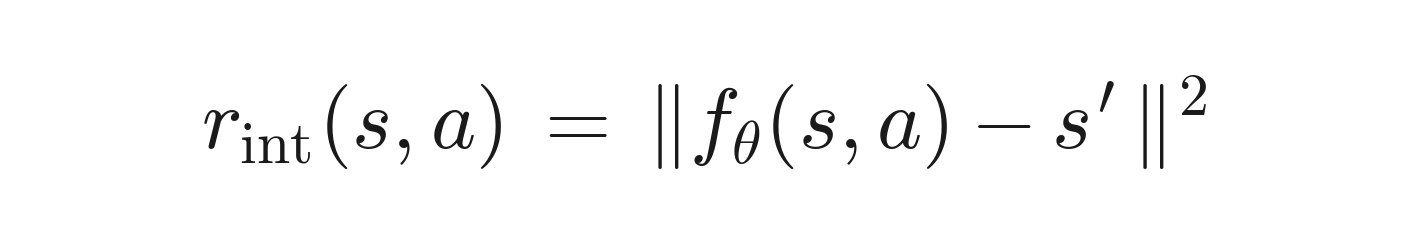 r_int(s, a) = ‖f_θ(s, a) − s′‖²